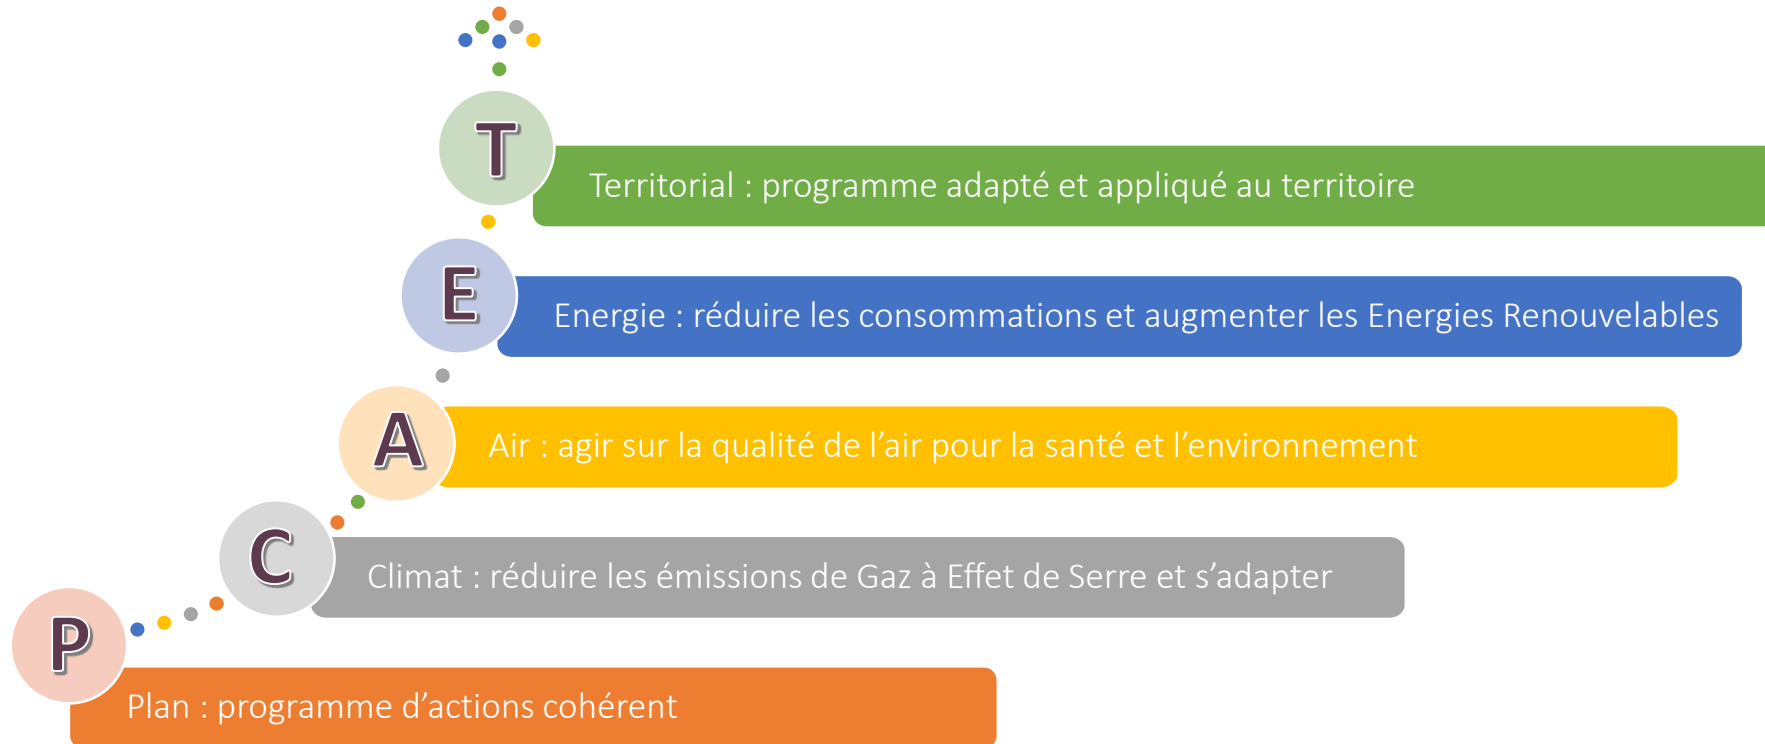 T
Territorial : programme adapté et appliqué au territoire
E
Energie : réduire les consommations et augmenter les Energies Renouvelables
A
Air : agir sur la qualité de l’air pour la santé et l’environnement
C
Climat : réduire les émissions de Gaz à Effet de Serre et s’adapter
P
Plan : programme d’actions cohérent